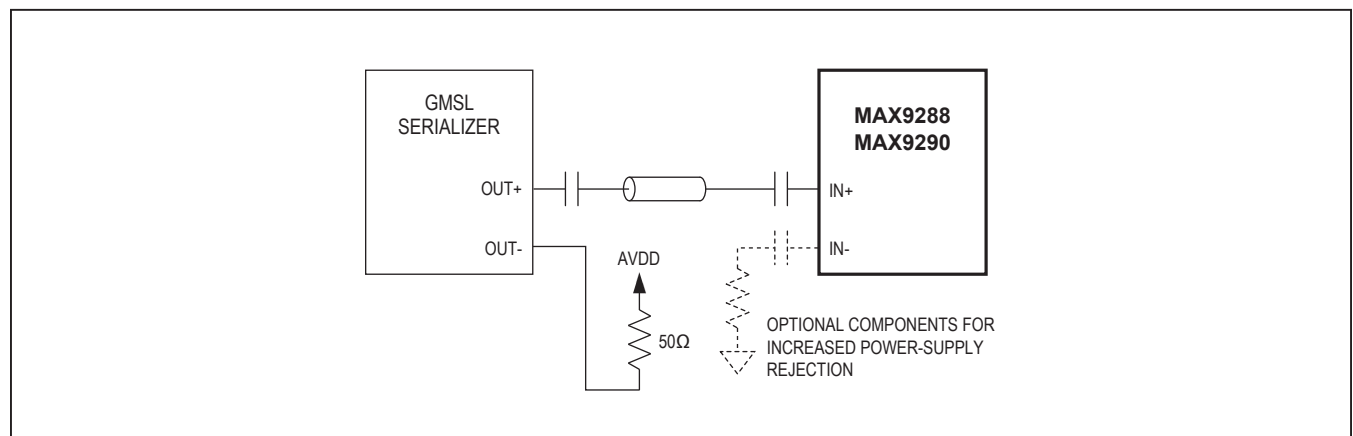 GMSL
SERIALIZER
MAX9288
MAX9290
OUT+
IN+
OUT-
IN-
AVDD
50Ω
OPTIONAL COMPONENTS FOR
INCREASED POWER-SUPPLY
REJECTION